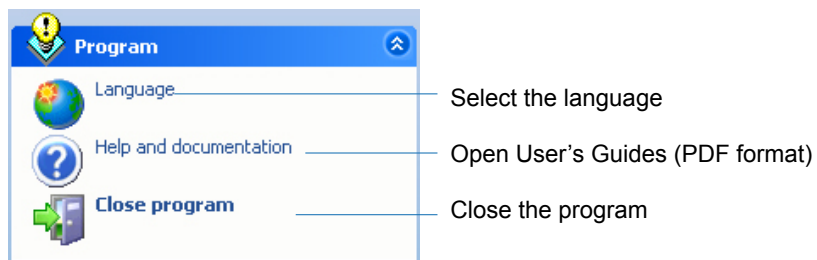 Program
Language
Select the language
Help and documentation
Open User's Guides (PDF format)
Close program
Close the program